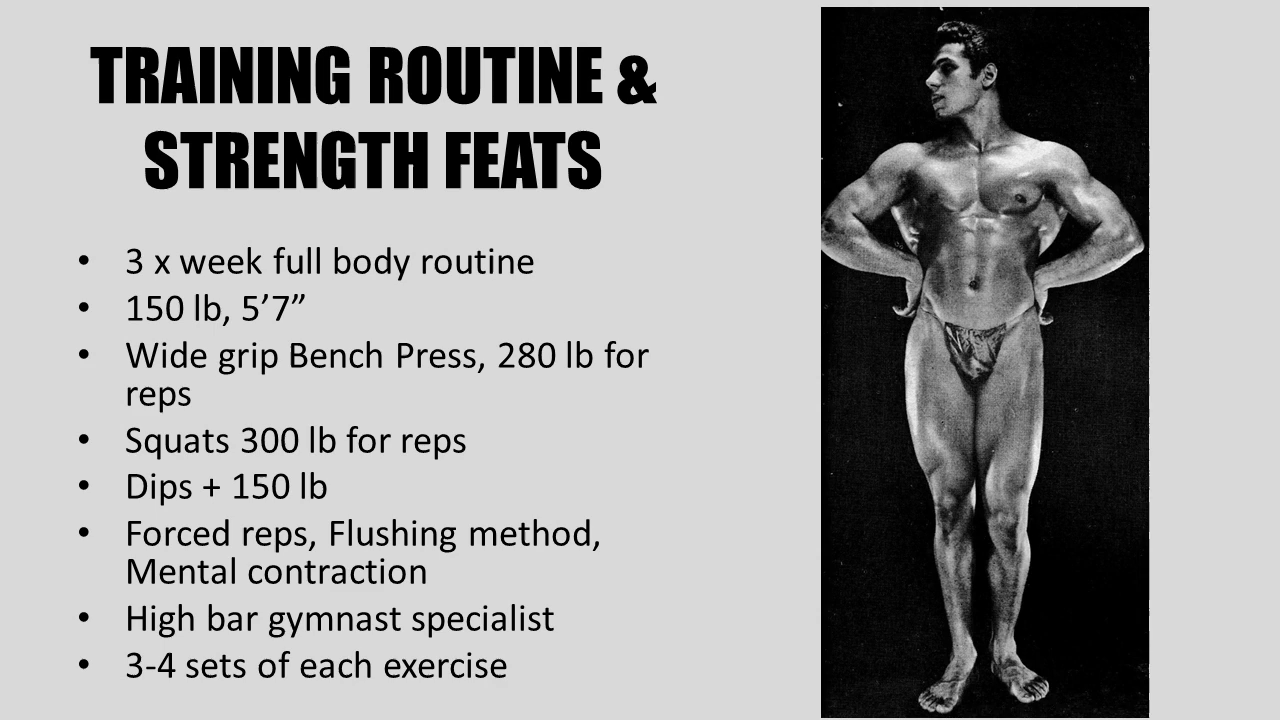 TRAINING ROUTINE &
STRENGTH FEATS
• 3 x week full body routine
• 150 lb, 5’7”
• Wide grip Bench Press, 280 lb for
reps
• Squats 300 lb for reps
• Dips + 150 lb
• Forced reps, Flushing method,
Mental contraction
• High bar gymnast specialist
• 3-4 sets of each exercise